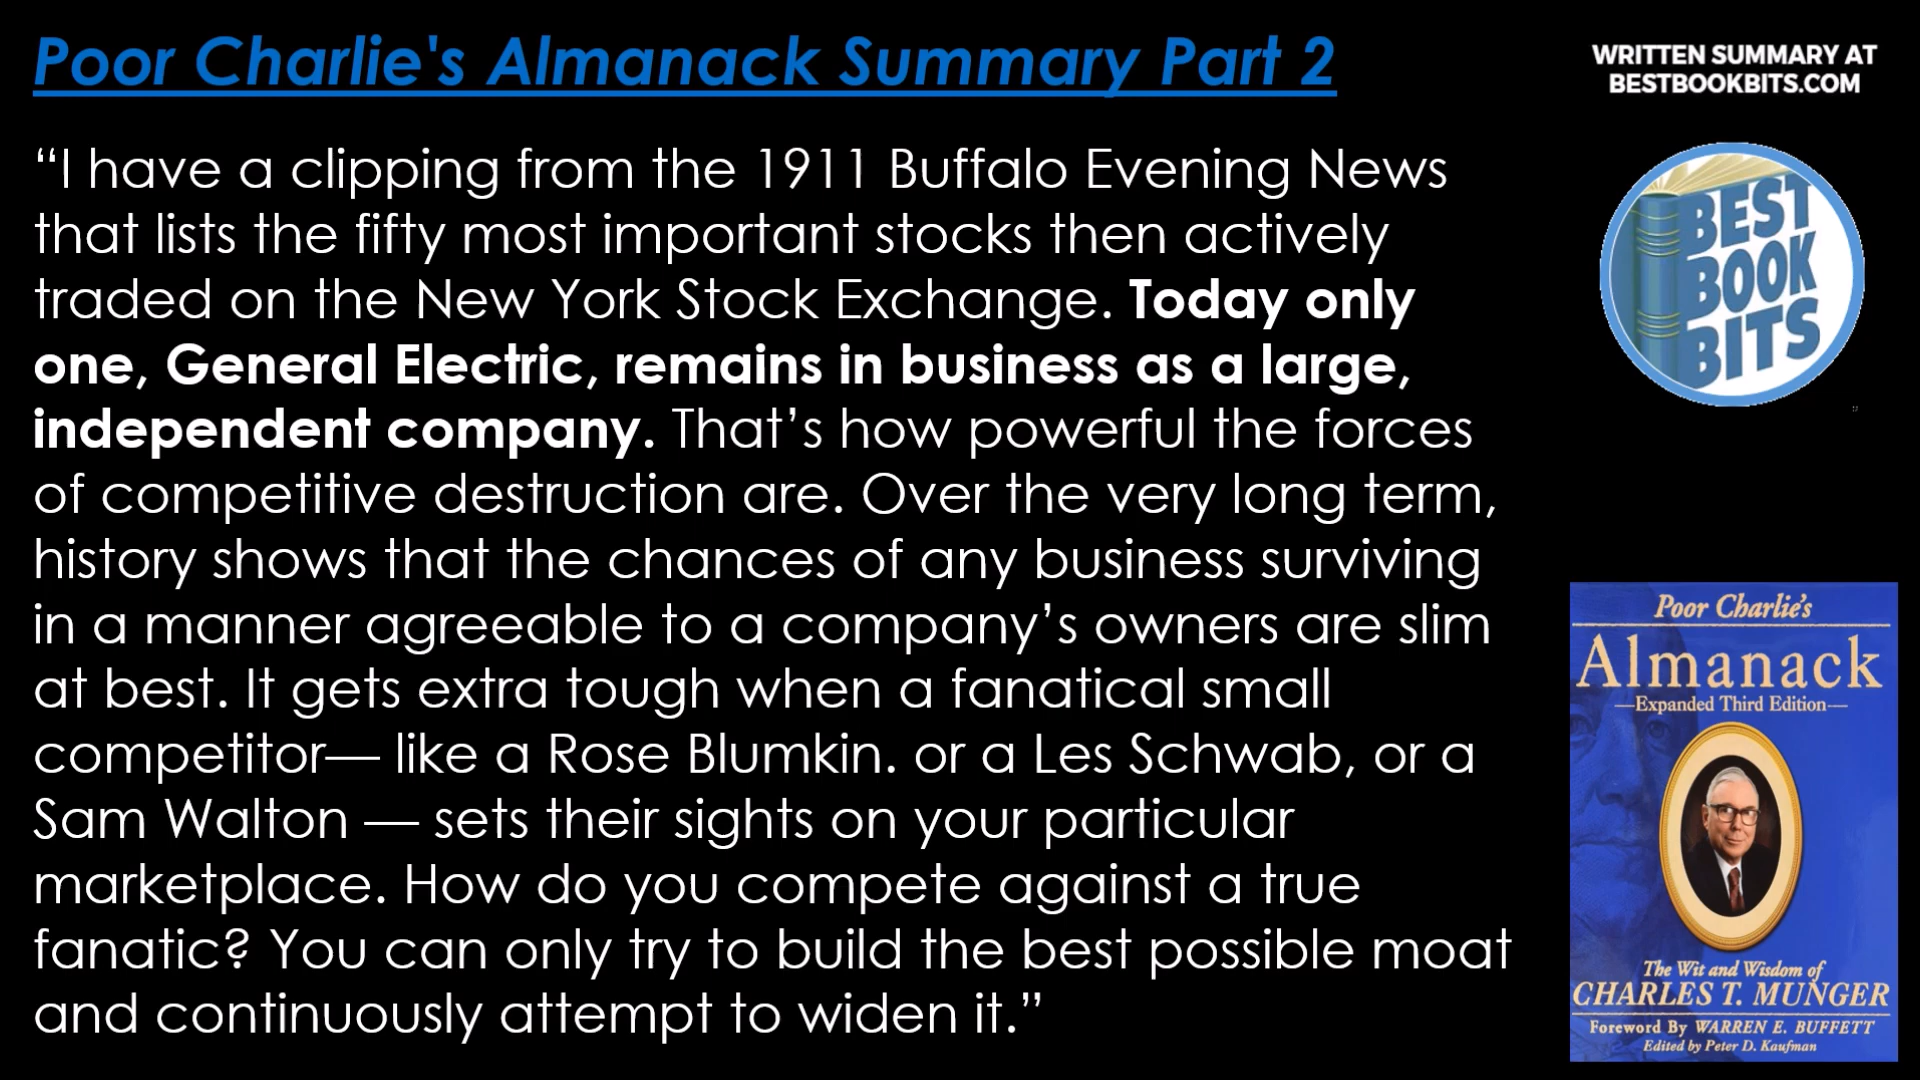 Poor Charlie's Almanack Summary Part 2
WRITTEN SUMMARY AT
BESTBOOKBITS.COM
“I have a clipping from the 1911 Buffalo Evening News
that lists the fifty most important stocks then actively
traded on the New York Stock Exchange. Today only
one, General Electric, remains in business as a large,
independent company. That’s how powerful the forces
of competitive destruction are. Over the very long term,
history shows that the chances of any business surviving
in a manner agreeable to a company’s owners are slim
at best. It gets extra tough when a fanatical small
competitor— like a Rose Blumkin. or a Les Schwab, or a
Sam Walton — sets their sights on your particular
marketplace. How do you compete against a true
fanatic? You can only try to build the best possible moat
and continuously attempt to widen it.”
BEST
BOOK
BITS
Poor Charlie’s
Almanack
—Expanded Third Edition—
The Wit and Wisdom of
CHARLES T. MUNGER
Foreword By WARREN E. BUFFETT
Edited by Peter D. Kaufman